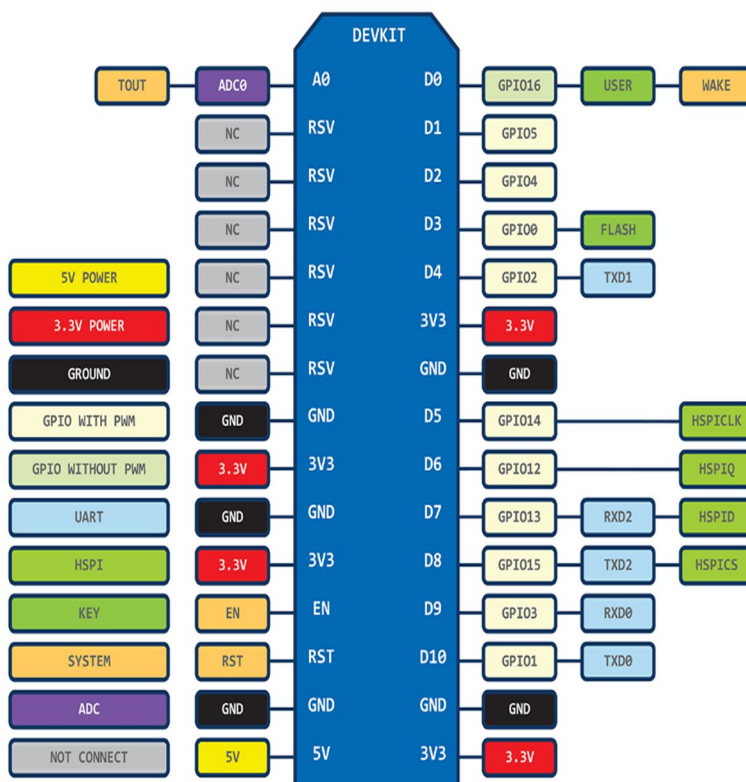 DEVKIT
TOUT ADC0 A0 D0 GPIO16 USER WAKE
NC RSV D1 GPIO5
NC RSV D2 GPIO4
NC RSV D3 GPIO0 FLASH
5V POWER NC RSV D4 GPIO2 TXD1
3.3V POWER NC RSV 3V3 3.3V
GROUND NC RSV GND GND
GPIO WITH PWM GND GND D5 GPIO14 HSPICLK
GPIO WITHOUT PWM 3.3V 3V3 D6 GPIO12 HSPIQ
UART GND GND D7 GPIO13 RXD2 HSPID
HSPI 3.3V 3V3 D8 GPIO15 TXD2 HSPICS
KEY EN EN D9 GPIO3 RXD0
SYSTEM RST RST D10 GPIO1 TXD0
ADC GND GND GND GND
NOT CONNECT 5V 5V 3V3 3.3V